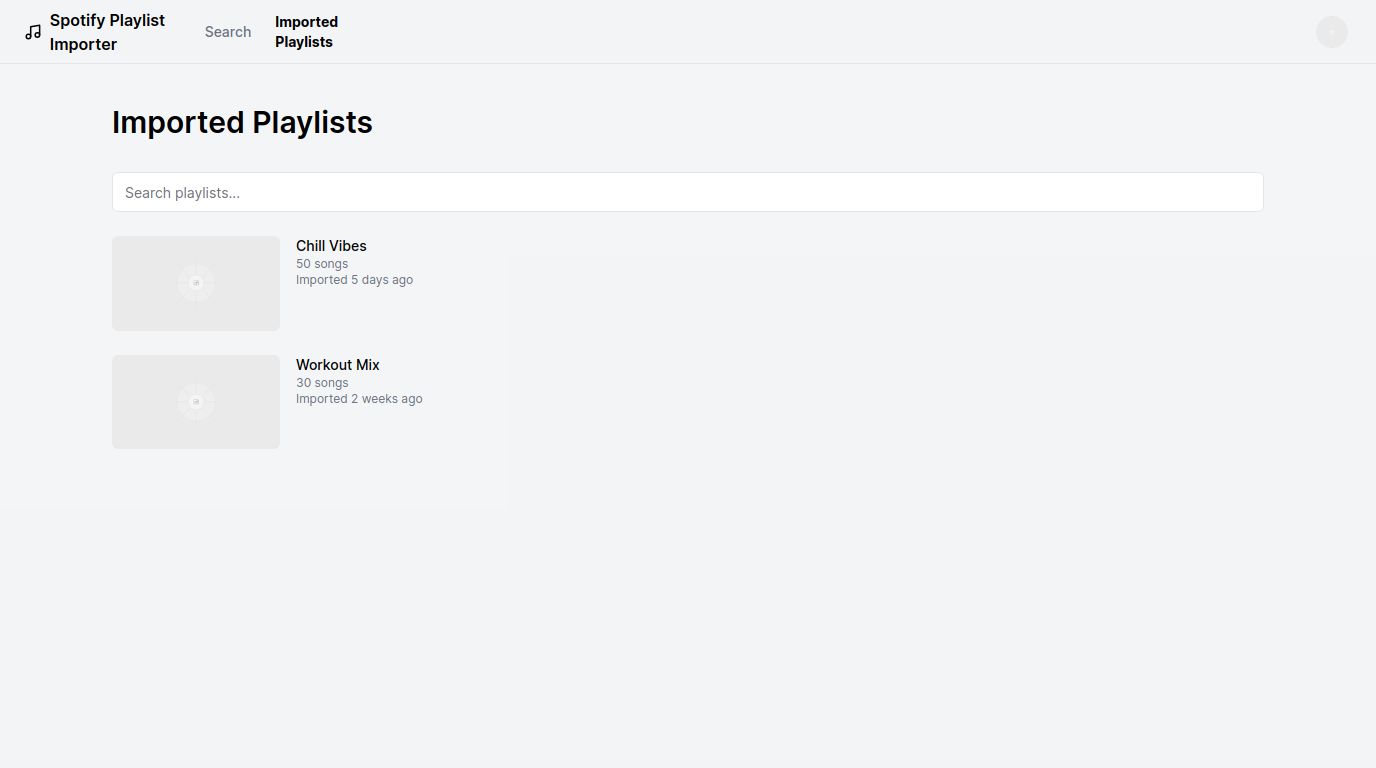 Spotify Playlist
Importer
Search
Imported
Playlists
Imported Playlists
Search playlists...
Chill Vibes
50 songs
Imported 5 days ago
Workout Mix
30 songs
Imported 2 weeks ago